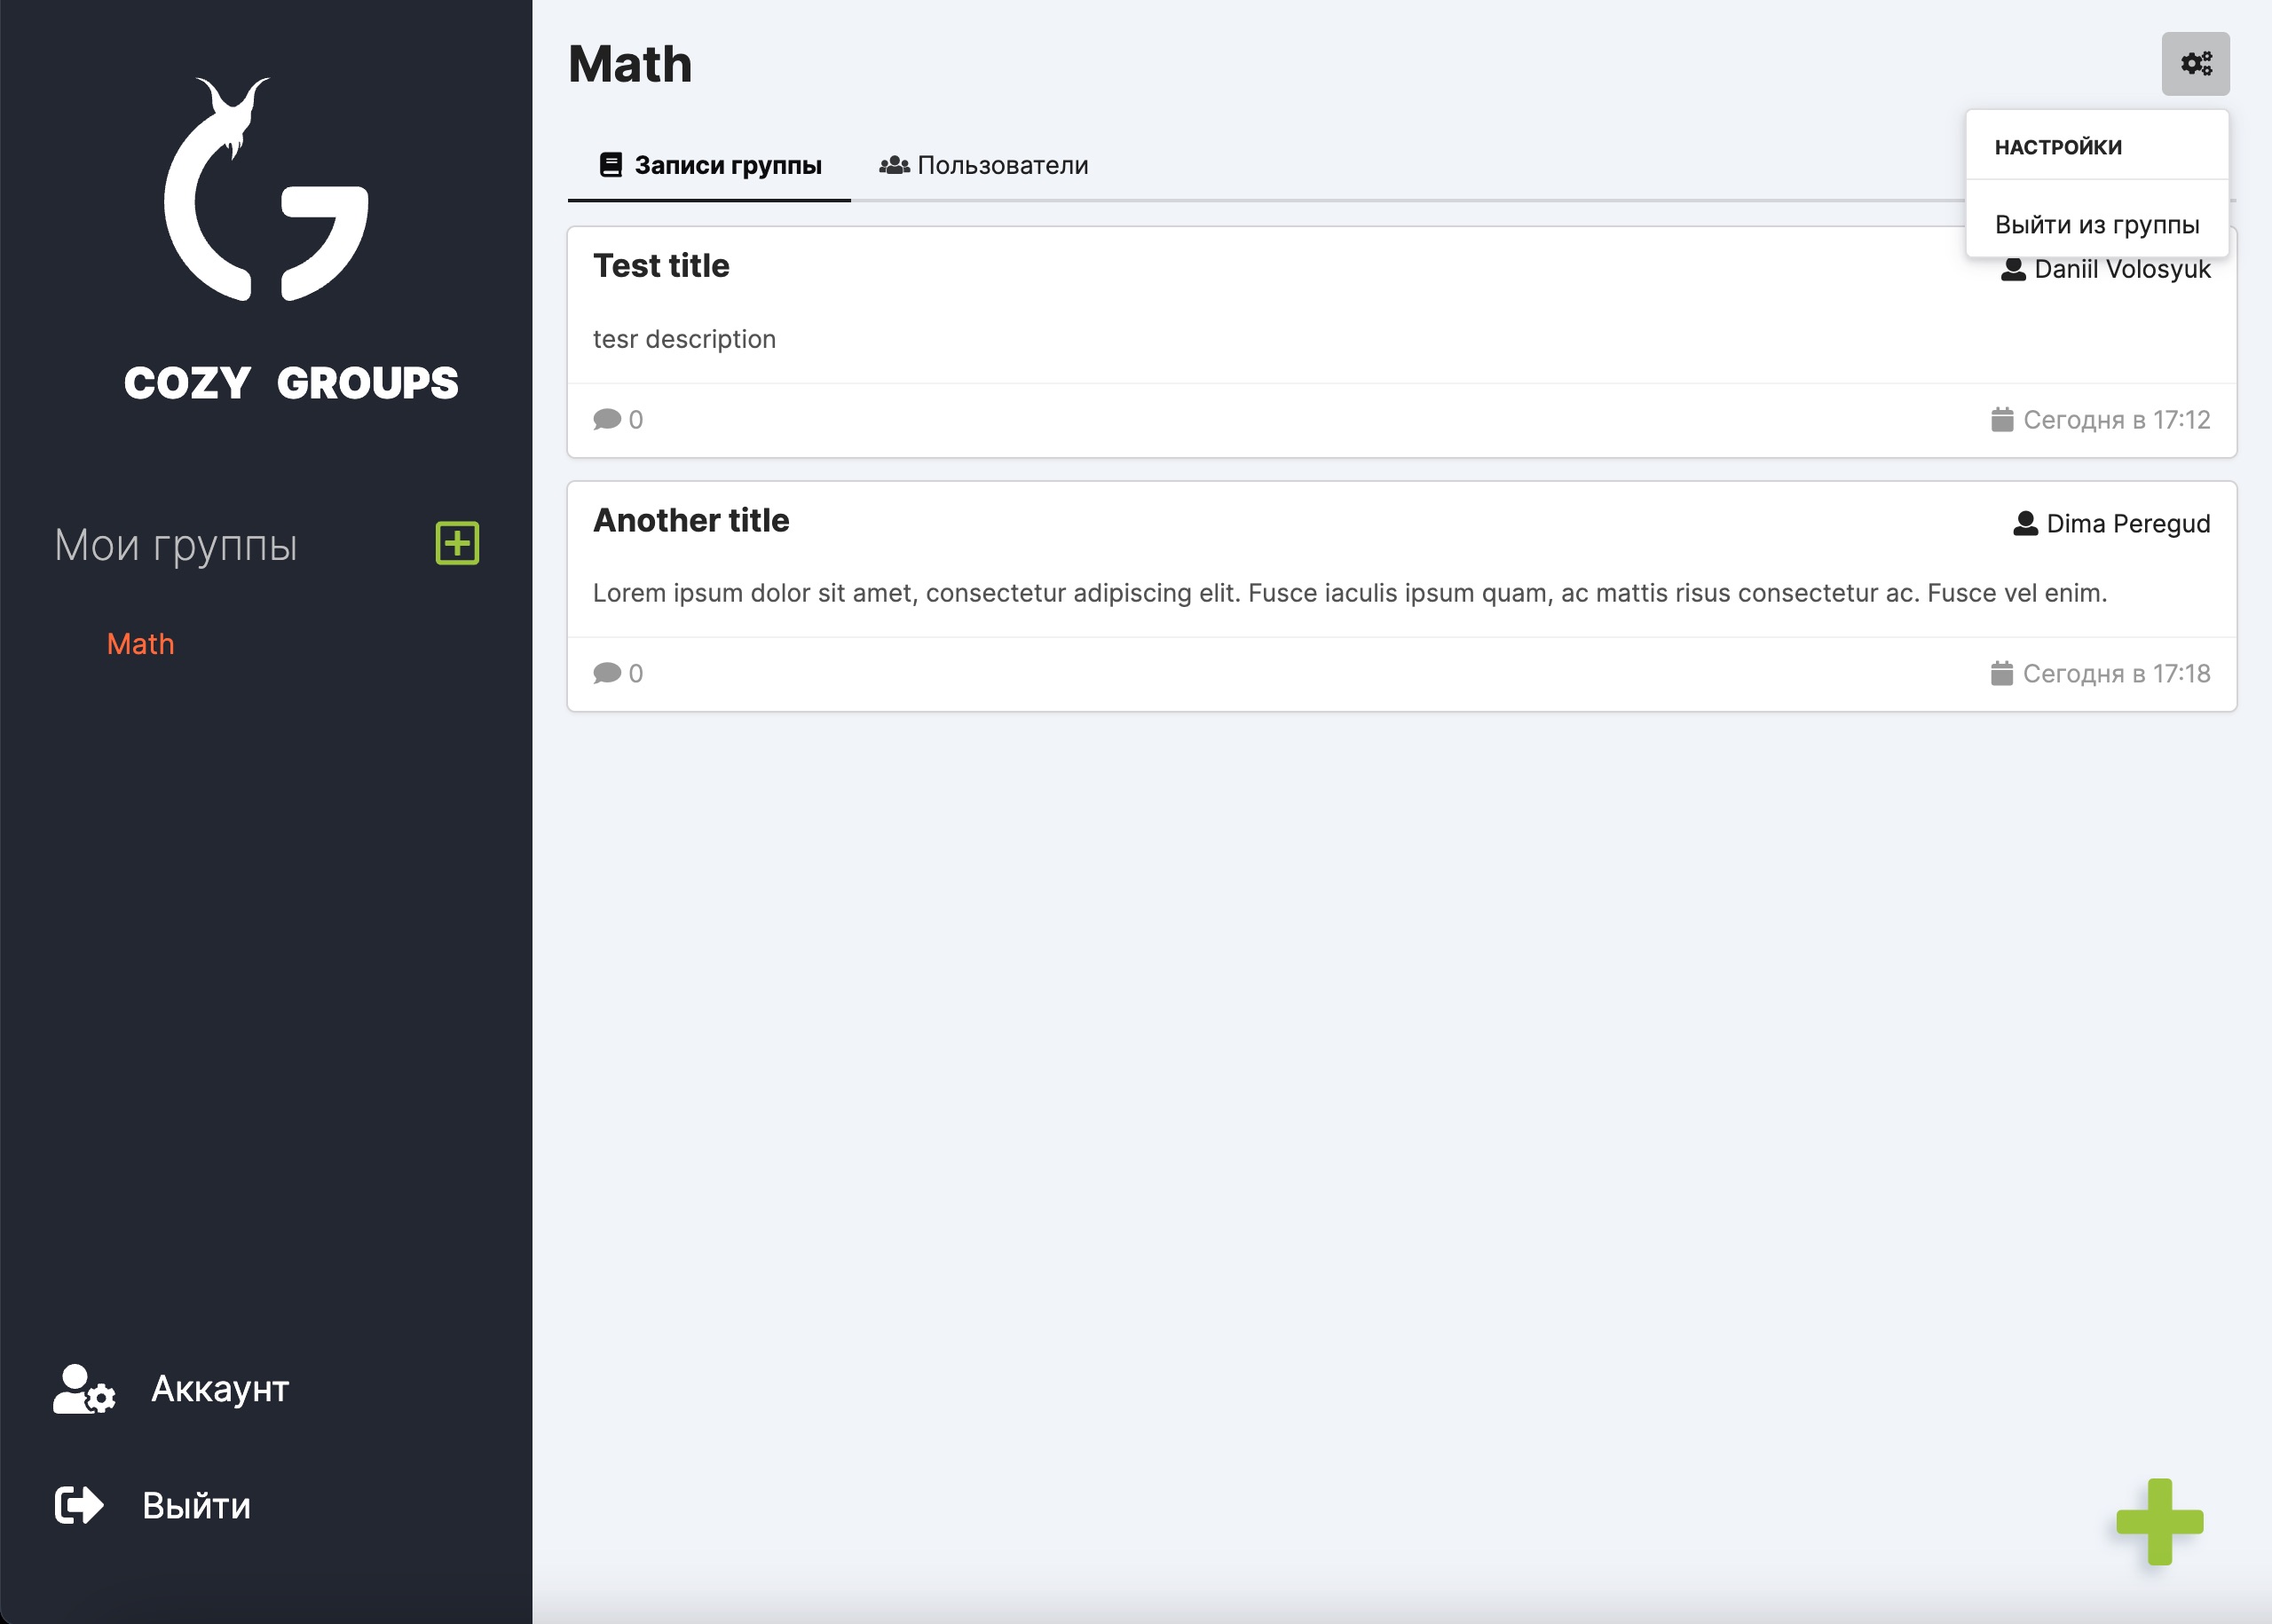 COZY GROUPS
Мои группы
Math
Аккаунт
Выйти
Math
НАСТРОЙКИ
Выйти из группы
Записи группы
Пользователи
Test title
Daniil Volosyuk
tesr description
0
Сегодня в 17:12
Another title
Dima Peregud
Lorem ipsum dolor sit amet, consectetur adipiscing elit. Fusce iaculis ipsum quam, ac mattis risus consectetur ac. Fusce vel enim.
0
Сегодня в 17:18